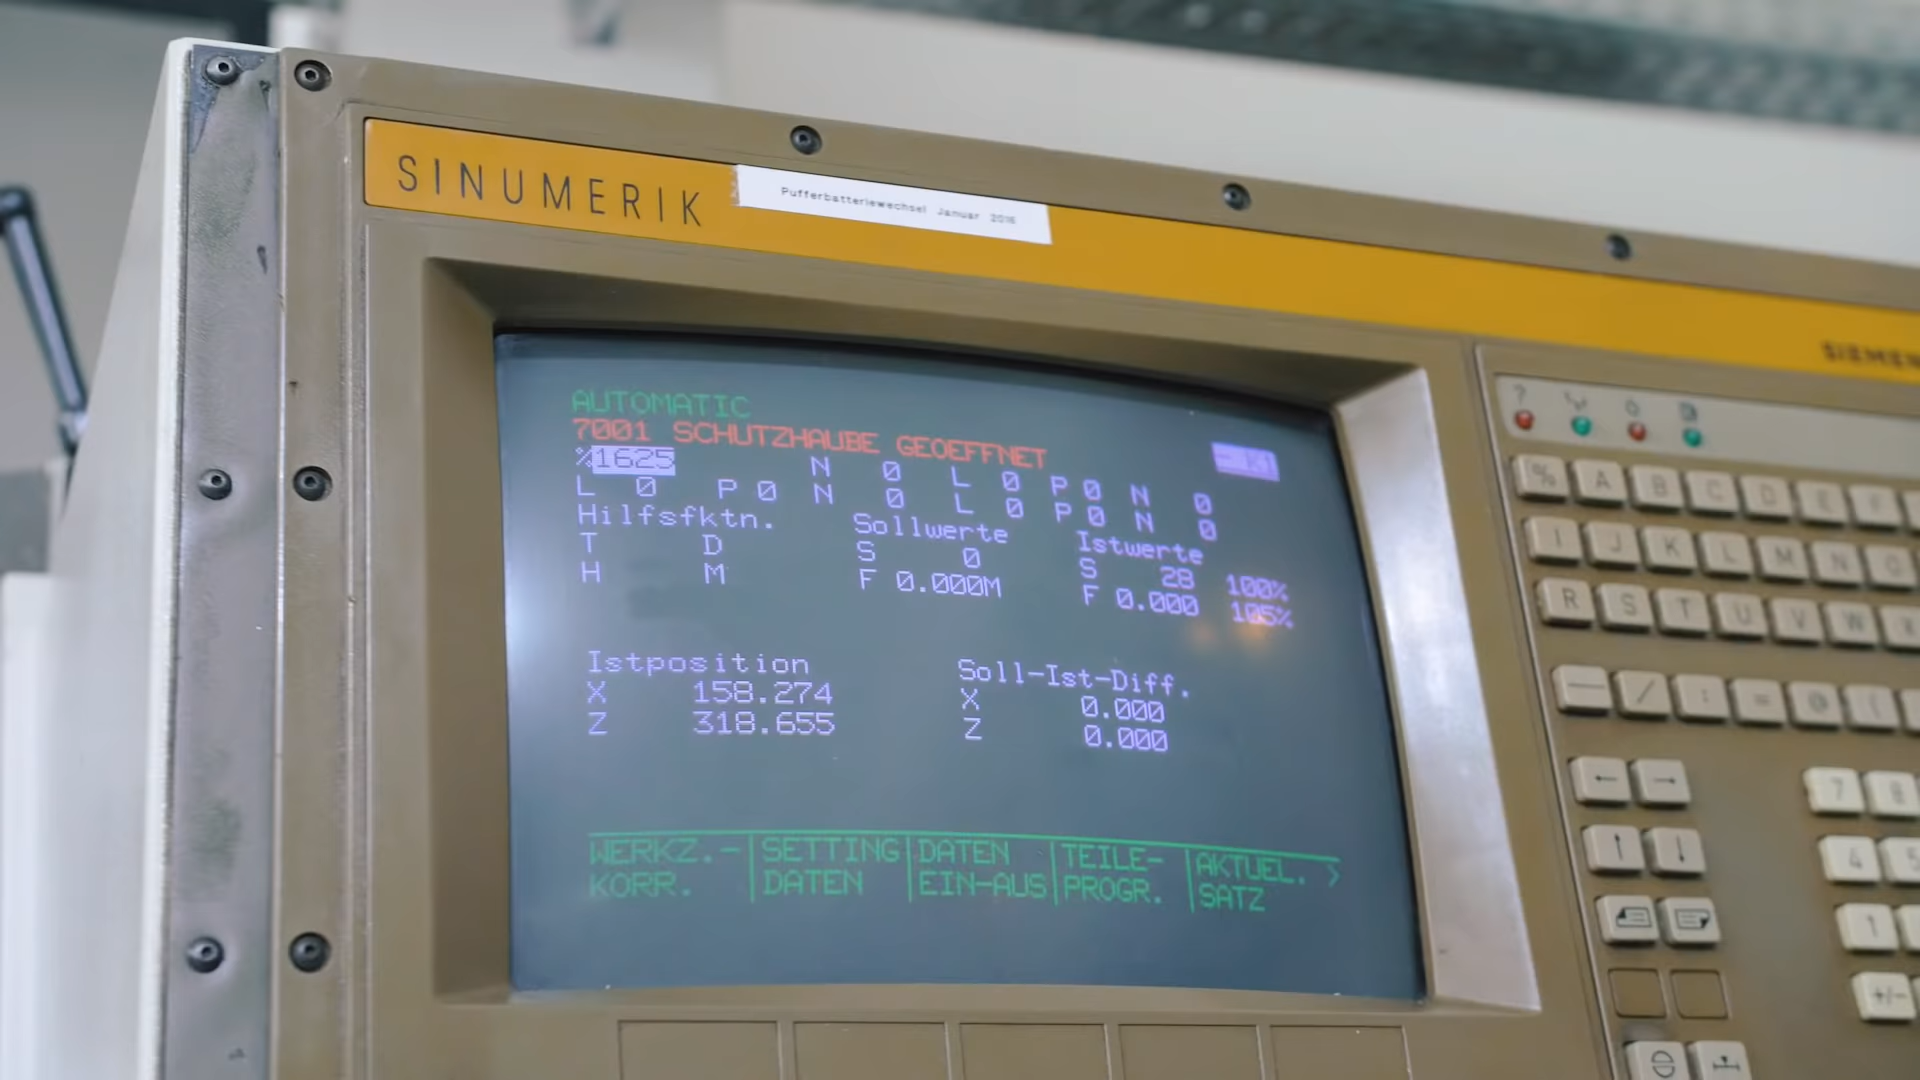 SINUMERIK
Pufferbatteriewechsel Januar 2016
SIEMEN
AUTOMATIC
7001 SCHUTZHAUBE GEOEFFNET
%1625 N 0 L 0 P 0 N 0
L 0 P 0 N 0 L 0 P 0 N 0
Hilfsfktn. Sollwerte Istwerte
T D S 0 S 28 100%
H M F 0.000M F 0.000 105%
Istposition Soll-Ist-Diff.
X 158.274 X 0.000
Z 318.655 Z 0.000
WERKZ.- SETTING DATEN TEILE- AKTUEL. >
KORR. DATEN EIN-AUS PROGR. SATZ
?
% A B C D E F
I J K L M N O
R S T U V W X
- / : = @ (
← →
7 8
↑ ↓
4 5
1
+/-